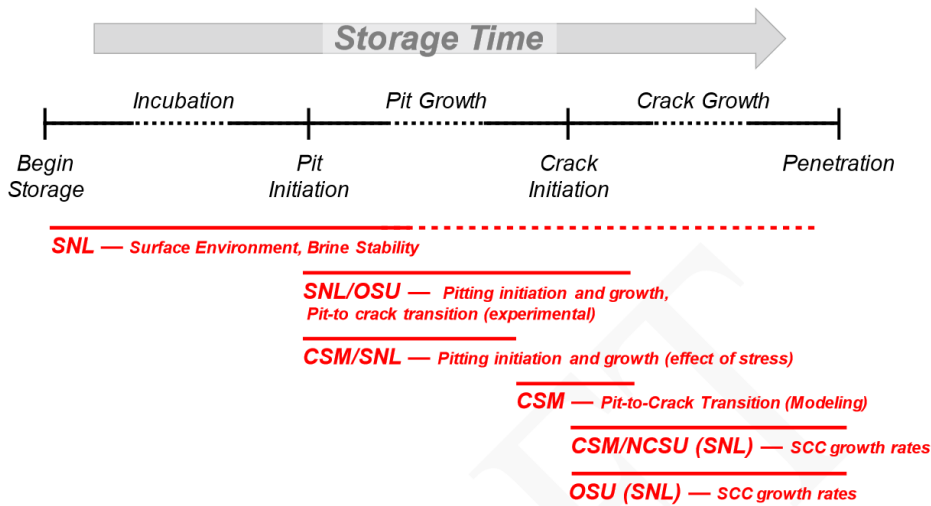 Storage Time
Incubation
Pit Growth
Crack Growth
Begin
Storage
Pit
Initiation
Crack
Initiation
Penetration
SNL — Surface Environment, Brine Stability
SNL/OSU — Pitting initiation and growth,
Pit-to crack transition (experimental)
CSM/SNL — Pitting initiation and growth (effect of stress)
CSM — Pit-to-Crack Transition (Modeling)
CSM/NCSU (SNL) — SCC growth rates
OSU (SNL) — SCC growth rates